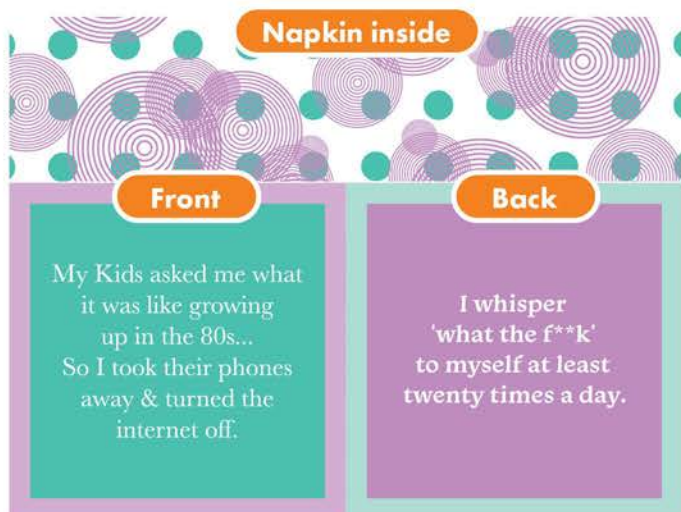 Napkin inside
Front
My Kids asked me what
it was like growing
up in the 80s...
So I took their phones
away & turned the
internet off.
Back
I whisper
'what the f**k'
to myself at least
twenty times a day.